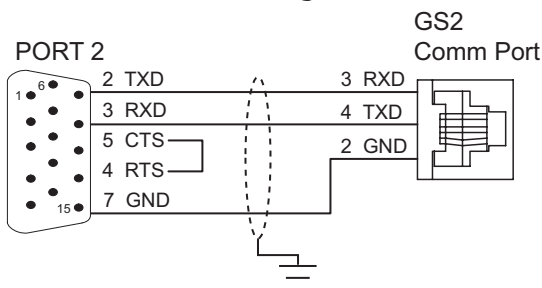 GS2
PORT 2
Comm Port
2 TXD
3 RXD
6
1
3 RXD
4 TXD
5 CTS
2 GND
4 RTS
7 GND
15